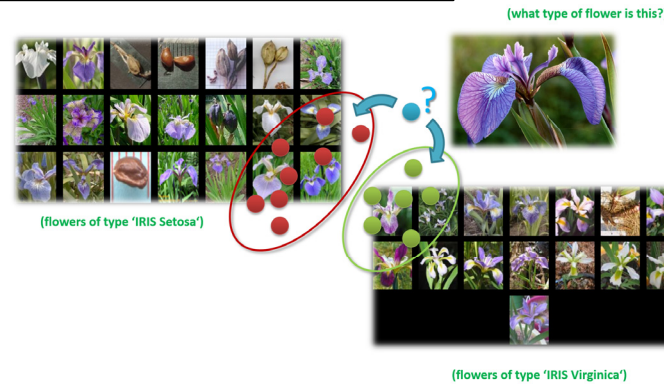 (what type of flower is this?
?
(flowers of type ‘IRIS Setosa‘)
(flowers of type ‘IRIS Virginica‘)